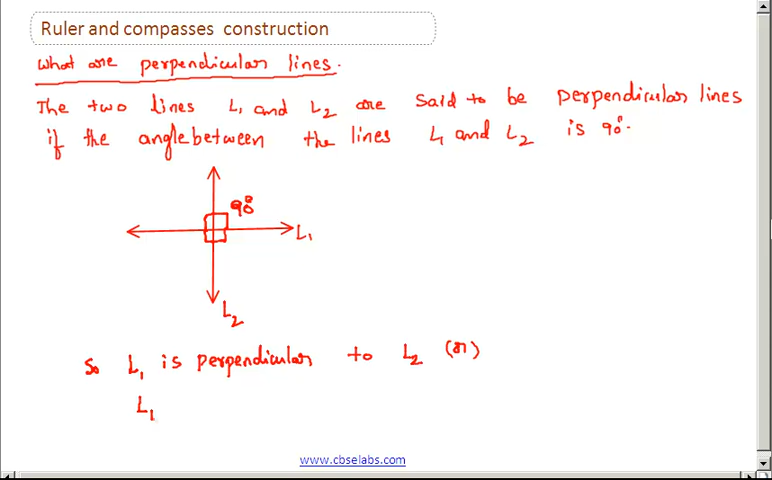 Ruler and compasses construction
What are perpendicular lines.
The two lines L₁ and L₂ are said to be perpendicular lines
if the angle between the lines L₁ and L₂ is 90°.
90°
L₁
L₂
So L₁ is perpendicular to L₂ (or)
L₁
www.cbselabs.com